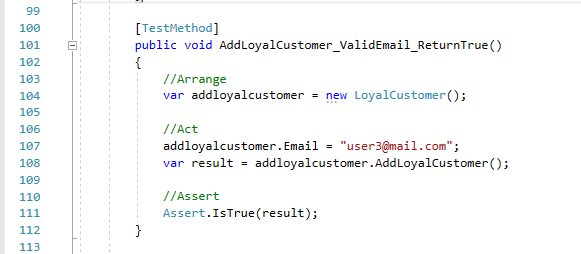 99
100 [TestMethod]
101 public void AddLoyalCustomer_ValidEmail_ReturnTrue()
102 {
103 //Arrange
104 var addloyalcustomer = new LoyalCustomer();
105
106 //Act
107 addloyalcustomer.Email = "user3@mail.com";
108 var result = addloyalcustomer.AddLoyalCustomer();
109
110 //Assert
111 Assert.IsTrue(result);
112 }
113